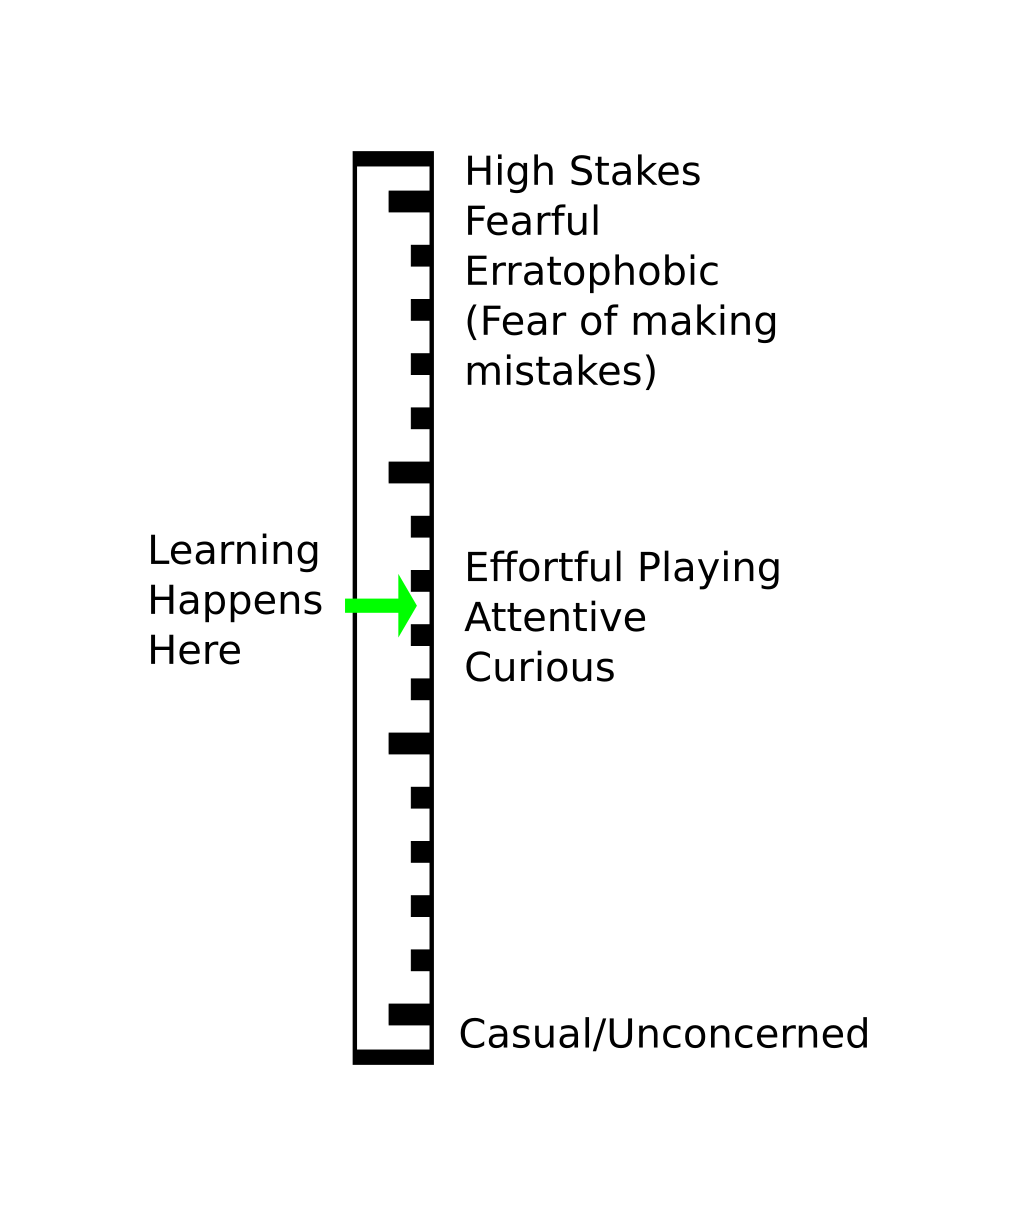 High Stakes
Fearful
Erratophobic
(Fear of making
mistakes)
Learning
Happens
Here
Effortful Playing
Attentive
Curious
Casual/Unconcerned